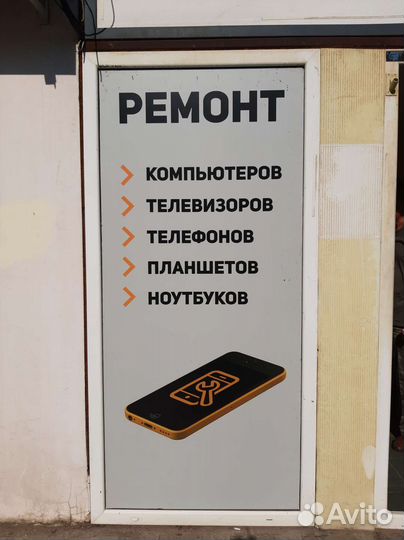 РЕМОНТ
КОМПЬЮТЕРОВ
ТЕЛЕВИЗОРОВ
ТЕЛЕФОНОВ
ПЛАНШЕТОВ
НОУТБУКОВ
Avito